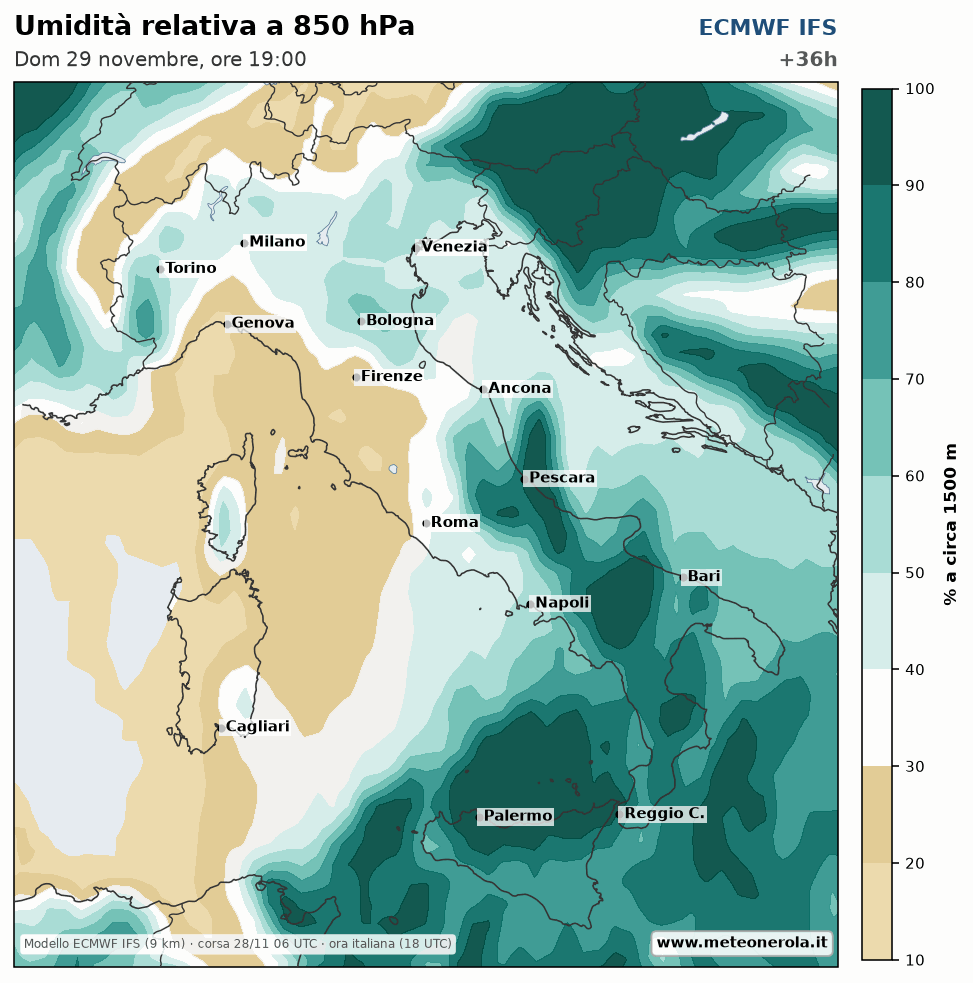 Umidità relativa a 850 hPa
ECMWF IFS
Dom 29 novembre, ore 19:00
+36h
Milano
Venezia
Torino
Genova
Bologna
Firenze
Ancona
Pescara
Roma
Bari
Napoli
Cagliari
Palermo
Reggio C.
Modello ECMWF IFS (9 km) · corsa 28/11 06 UTC · ora italiana (18 UTC)
www.meteonerola.it
100
90
80
70
60
50
40
30
20
10
% a circa 1500 m